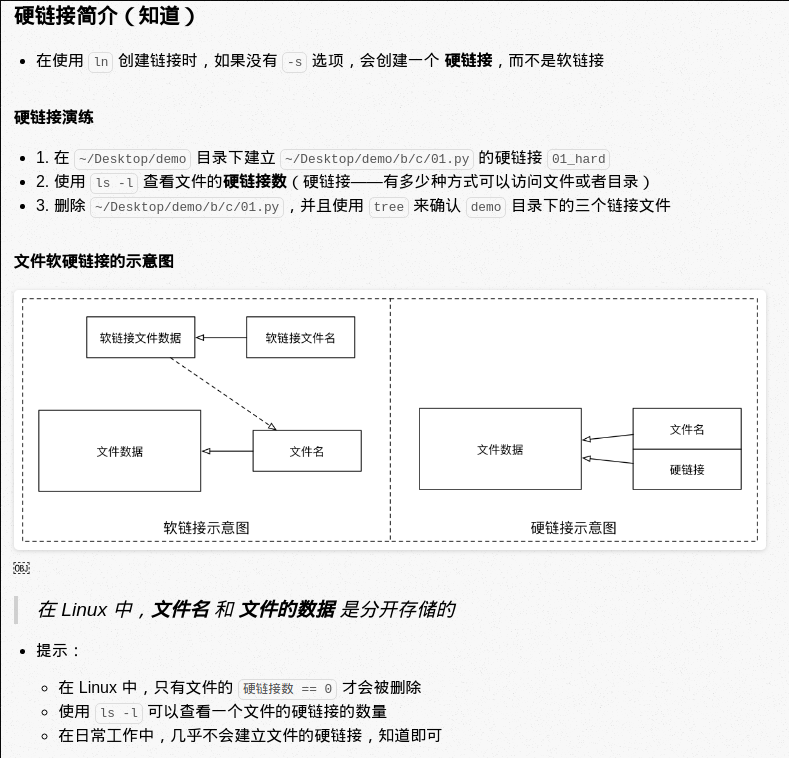 硬链接简介（知道）
在使用 ln 创建链接时，如果没有 -s 选项，会创建一个 硬链接，而不是软链接
硬链接演练
1. 在 ~/Desktop/demo 目录下建立 ~/Desktop/demo/b/c/01.py 的硬链接 01_hard
2. 使用 ls -l 查看文件的硬链接数（硬链接——有多少种方式可以访问文件或者目录）
3. 删除 ~/Desktop/demo/b/c/01.py，并且使用 tree 来确认 demo 目录下的三个链接文件
文件软硬链接的示意图
软链接文件数据
软链接文件名
文件数据
文件名
软链接示意图
文件数据
文件名
硬链接
硬链接示意图
OBJ
在 Linux 中，文件名 和 文件的数据 是分开存储的
提示：
在 Linux 中，只有文件的 硬链接数 == 0 才会被删除
使用 ls -l 可以查看一个文件的硬链接的数量
在日常工作中，几乎不会建立文件的硬链接，知道即可